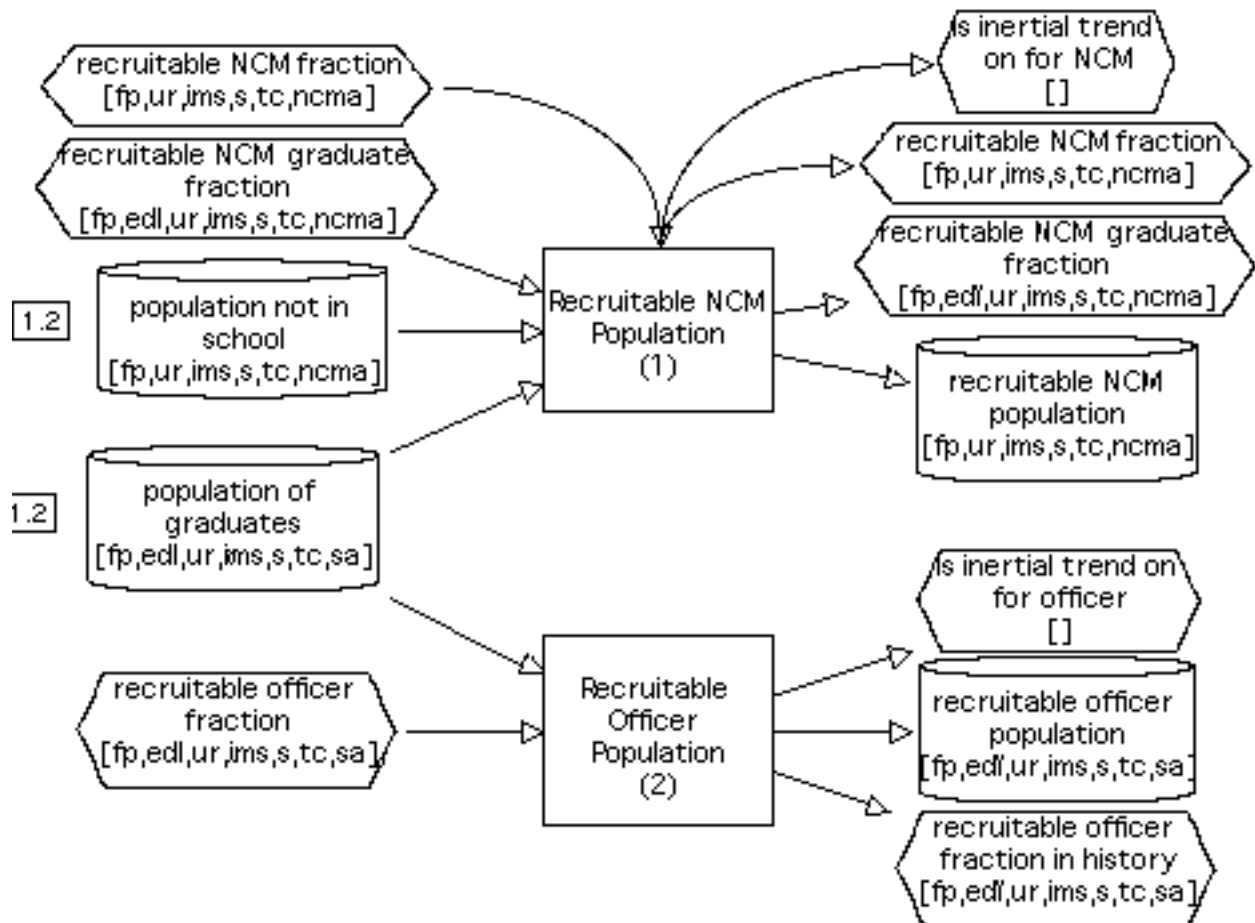 recruitable NCM fraction
[fp,ur,ims,s,tc,ncma]
recruitable NCM graduate
fraction
[fp,edl,ur,ims,s,tc,ncma]
1.2
population not in
school
[fp,ur,ims,s,tc,ncma]
1.2
population of
graduates
[fp,edl,ur,ims,s,tc,sa]
recruitable officer
fraction
[fp,edl,ur,ims,s,tc,sa]
Recruitable NCM
Population
(1)
Recruitable
Officer
Population
(2)
Is inertial trend
on for NCM
[]
recruitable NCM fraction
[fp,ur,ims,s,tc,ncma]
recruitable NCM graduate
fraction
[fp,edl,ur,ims,s,tc,ncma]
recruitable NCM
population
[fp,ur,ims,s,tc,ncma]
Is inertial trend on
for officer
[]
recruitable officer
population
[fp,edl,ur,ims,s,tc,sa]
recruitable officer
fraction in history
[fp,edl,ur,ims,s,tc,sa]